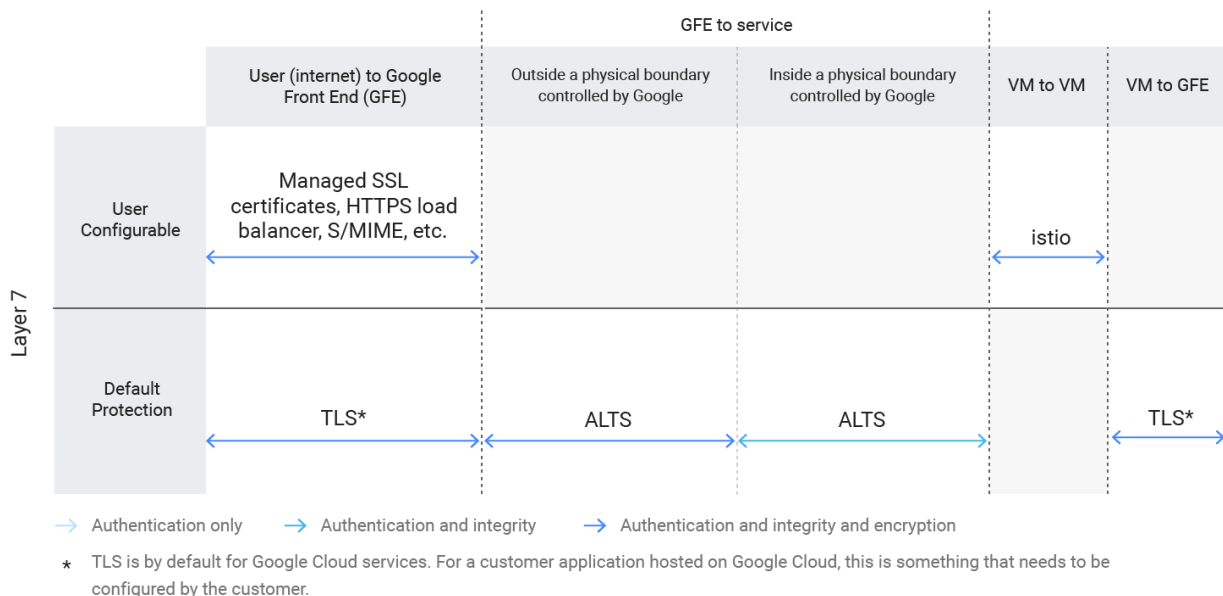 GFE to service
User (internet) to Google
Front End (GFE)
Outside a physical boundary
controlled by Google
Inside a physical boundary
controlled by Google
VM to VM
VM to GFE
Layer 7
User
Configurable
Managed SSL
certificates, HTTPS load
balancer, S/MIME, etc.
istio
Default
Protection
TLS*
ALTS
ALTS
TLS*
Authentication only
Authentication and integrity
Authentication and integrity and encryption
* TLS is by default for Google Cloud services. For a customer application hosted on Google Cloud, this is something that needs to be
configured by the customer.